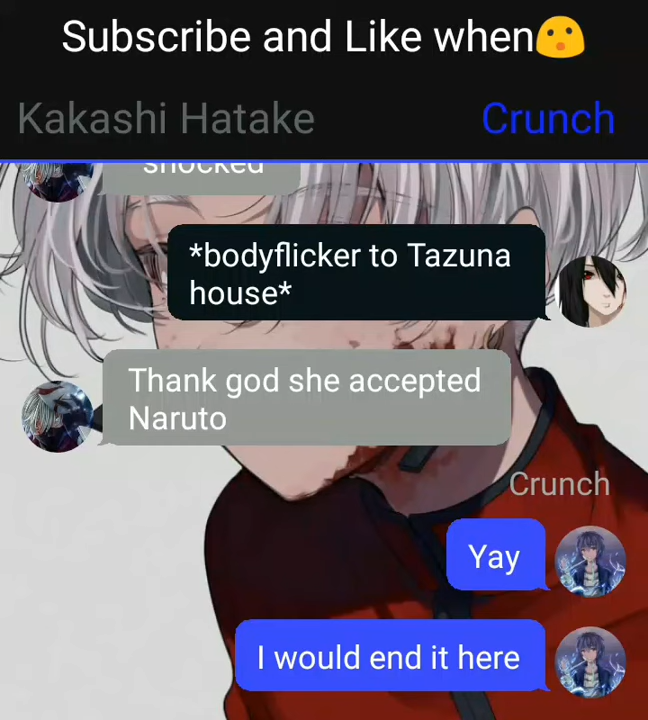 Subscribe and Like when😮
Kakashi Hatake
Crunch
shocked
*bodyflicker to Tazuna
house*
Thank god she accepted
Naruto
Crunch
Yay
I would end it here